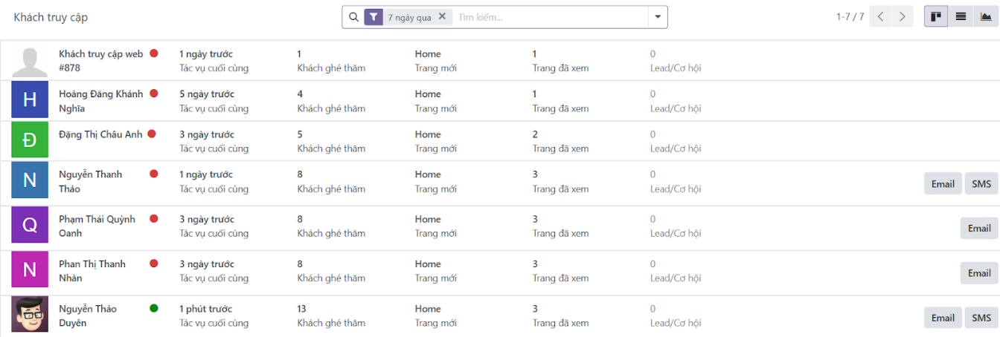 Khách truy cập
7 ngày qua ✕ Tìm kiếm...
1-7 / 7
Khách truy cập web 1 ngày trước 1 Home 1 0
#878 Tác vụ cuối cùng Khách ghé thăm Trang mới Trang đã xem Lead/Cơ hội
H
Hoàng Đăng Khánh 5 ngày trước 4 Home 1 0
Nghĩa Tác vụ cuối cùng Khách ghé thăm Trang mới Trang đã xem Lead/Cơ hội
Đ
Đặng Thị Châu Anh 3 ngày trước 5 Home 2 0
Tác vụ cuối cùng Khách ghé thăm Trang mới Trang đã xem Lead/Cơ hội
N
Nguyễn Thanh 1 ngày trước 8 Home 3 0
Thảo Tác vụ cuối cùng Khách ghé thăm Trang mới Trang đã xem Lead/Cơ hội
Email SMS
Q
Phạm Thái Quỳnh 3 ngày trước 8 Home 3 0
Oanh Tác vụ cuối cùng Khách ghé thăm Trang mới Trang đã xem Lead/Cơ hội
Email
N
Phan Thị Thanh 3 ngày trước 8 Home 3 0
Nhàn Tác vụ cuối cùng Khách ghé thăm Trang mới Trang đã xem Lead/Cơ hội
Email
Nguyễn Thảo 1 phút trước 13 Home 3 0
Duyên Tác vụ cuối cùng Khách ghé thăm Trang mới Trang đã xem Lead/Cơ hội
Email SMS